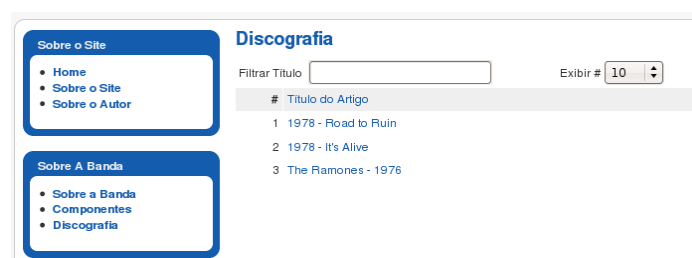 Sobre o Site
Home
Sobre o Site
Sobre o Autor
Sobre A Banda
Sobre a Banda
Componentes
Discografia
Discografia
Filtrar Título Exibir # 10
# Título do Artigo
1 1978 - Road to Ruin
2 1978 - It's Alive
3 The Ramones - 1976